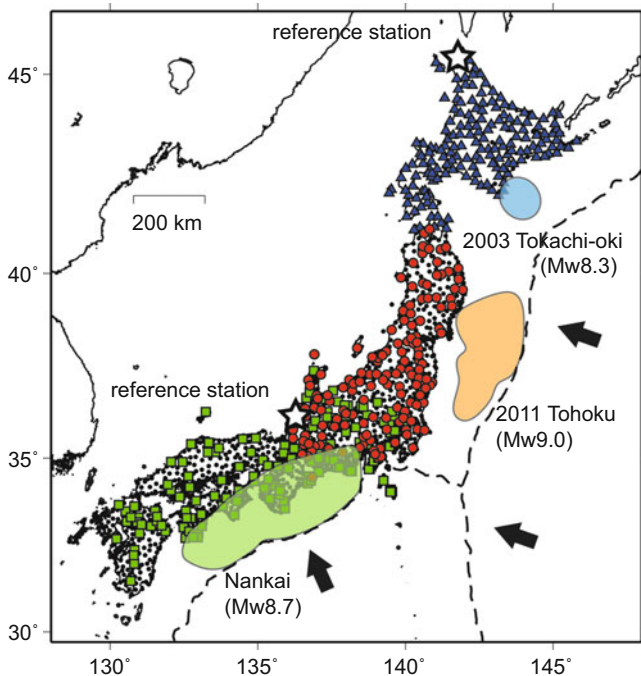 reference station
45°
200 km
2003 Tokachi-oki
(Mw8.3)
40°
reference station
2011 Tohoku
(Mw9.0)
35°
Nankai
(Mw8.7)
30°
130° 135° 140° 145°